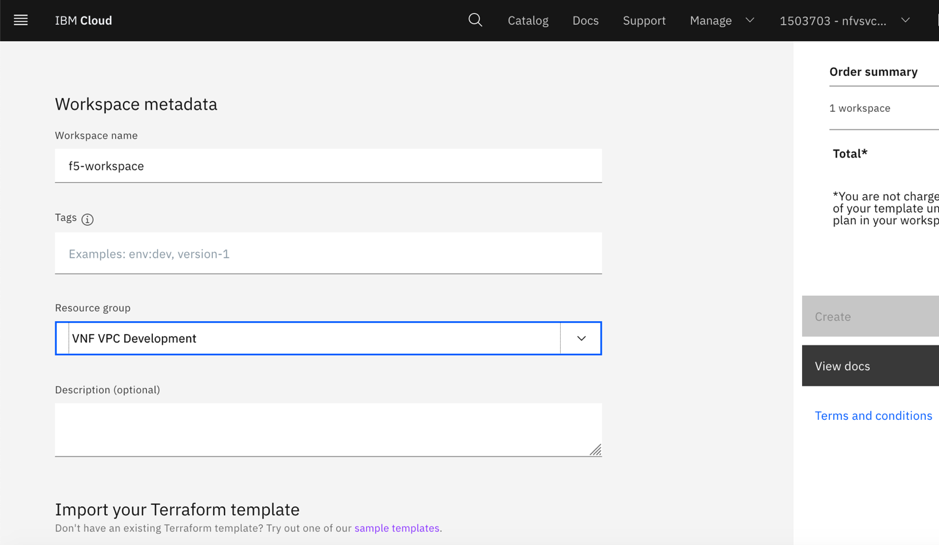 IBM Cloud
Catalog Docs Support Manage 1503703 - nfvsvc...
Workspace metadata
Workspace name
f5-workspace
Tags
Examples: env:dev, version-1
Resource group
VNF VPC Development
Description (optional)
Import your Terraform template
Don't have an existing Terraform template? Try out one of our sample templates.
Order summary
1 workspace
Total*
*You are not charge
of your template un
plan in your worksp
Create
View docs
Terms and conditions